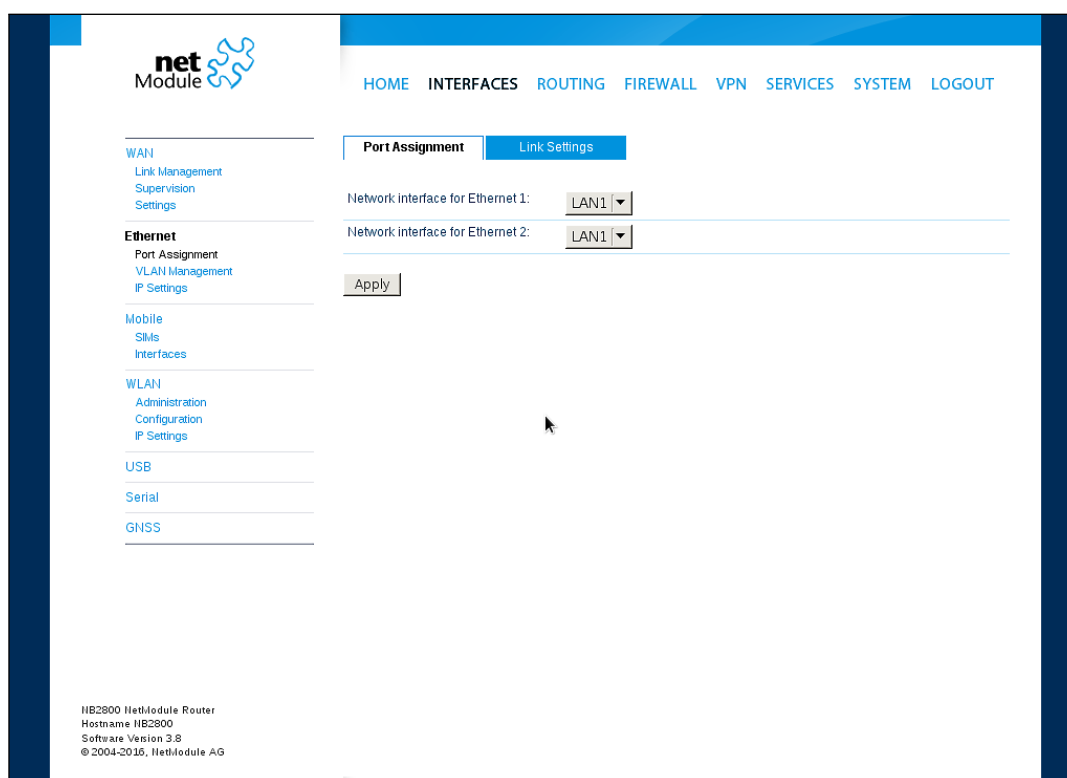 net
Module
HOME INTERFACES ROUTING FIREWALL VPN SERVICES SYSTEM LOGOUT
WAN
Link Management
Supervision
Settings
Ethernet
Port Assignment
VLAN Management
IP Settings
Mobile
SIMs
Interfaces
WLAN
Administration
Configuration
IP Settings
USB
Serial
GNSS
Port Assignment Link Settings
Network interface for Ethernet 1: LAN1
Network interface for Ethernet 2: LAN1
Apply
NB2800 NetModule Router
Hostname NB2800
Software Version 3.8
© 2004-2016, NetModule AG